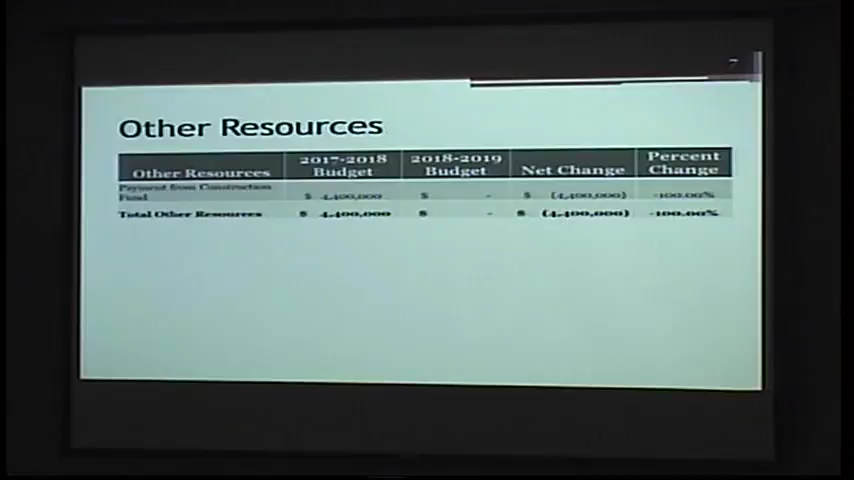 7
Other Resources
Other Resources 2017-2018 Budget 2018-2019 Budget Net Change Percent Change
Payment from Construction Fund $ 4,400,000 $ - $ (4,400,000) -100.00%
Total Other Resources $ 4,400,000 $ - $ (4,400,000) -100.00%